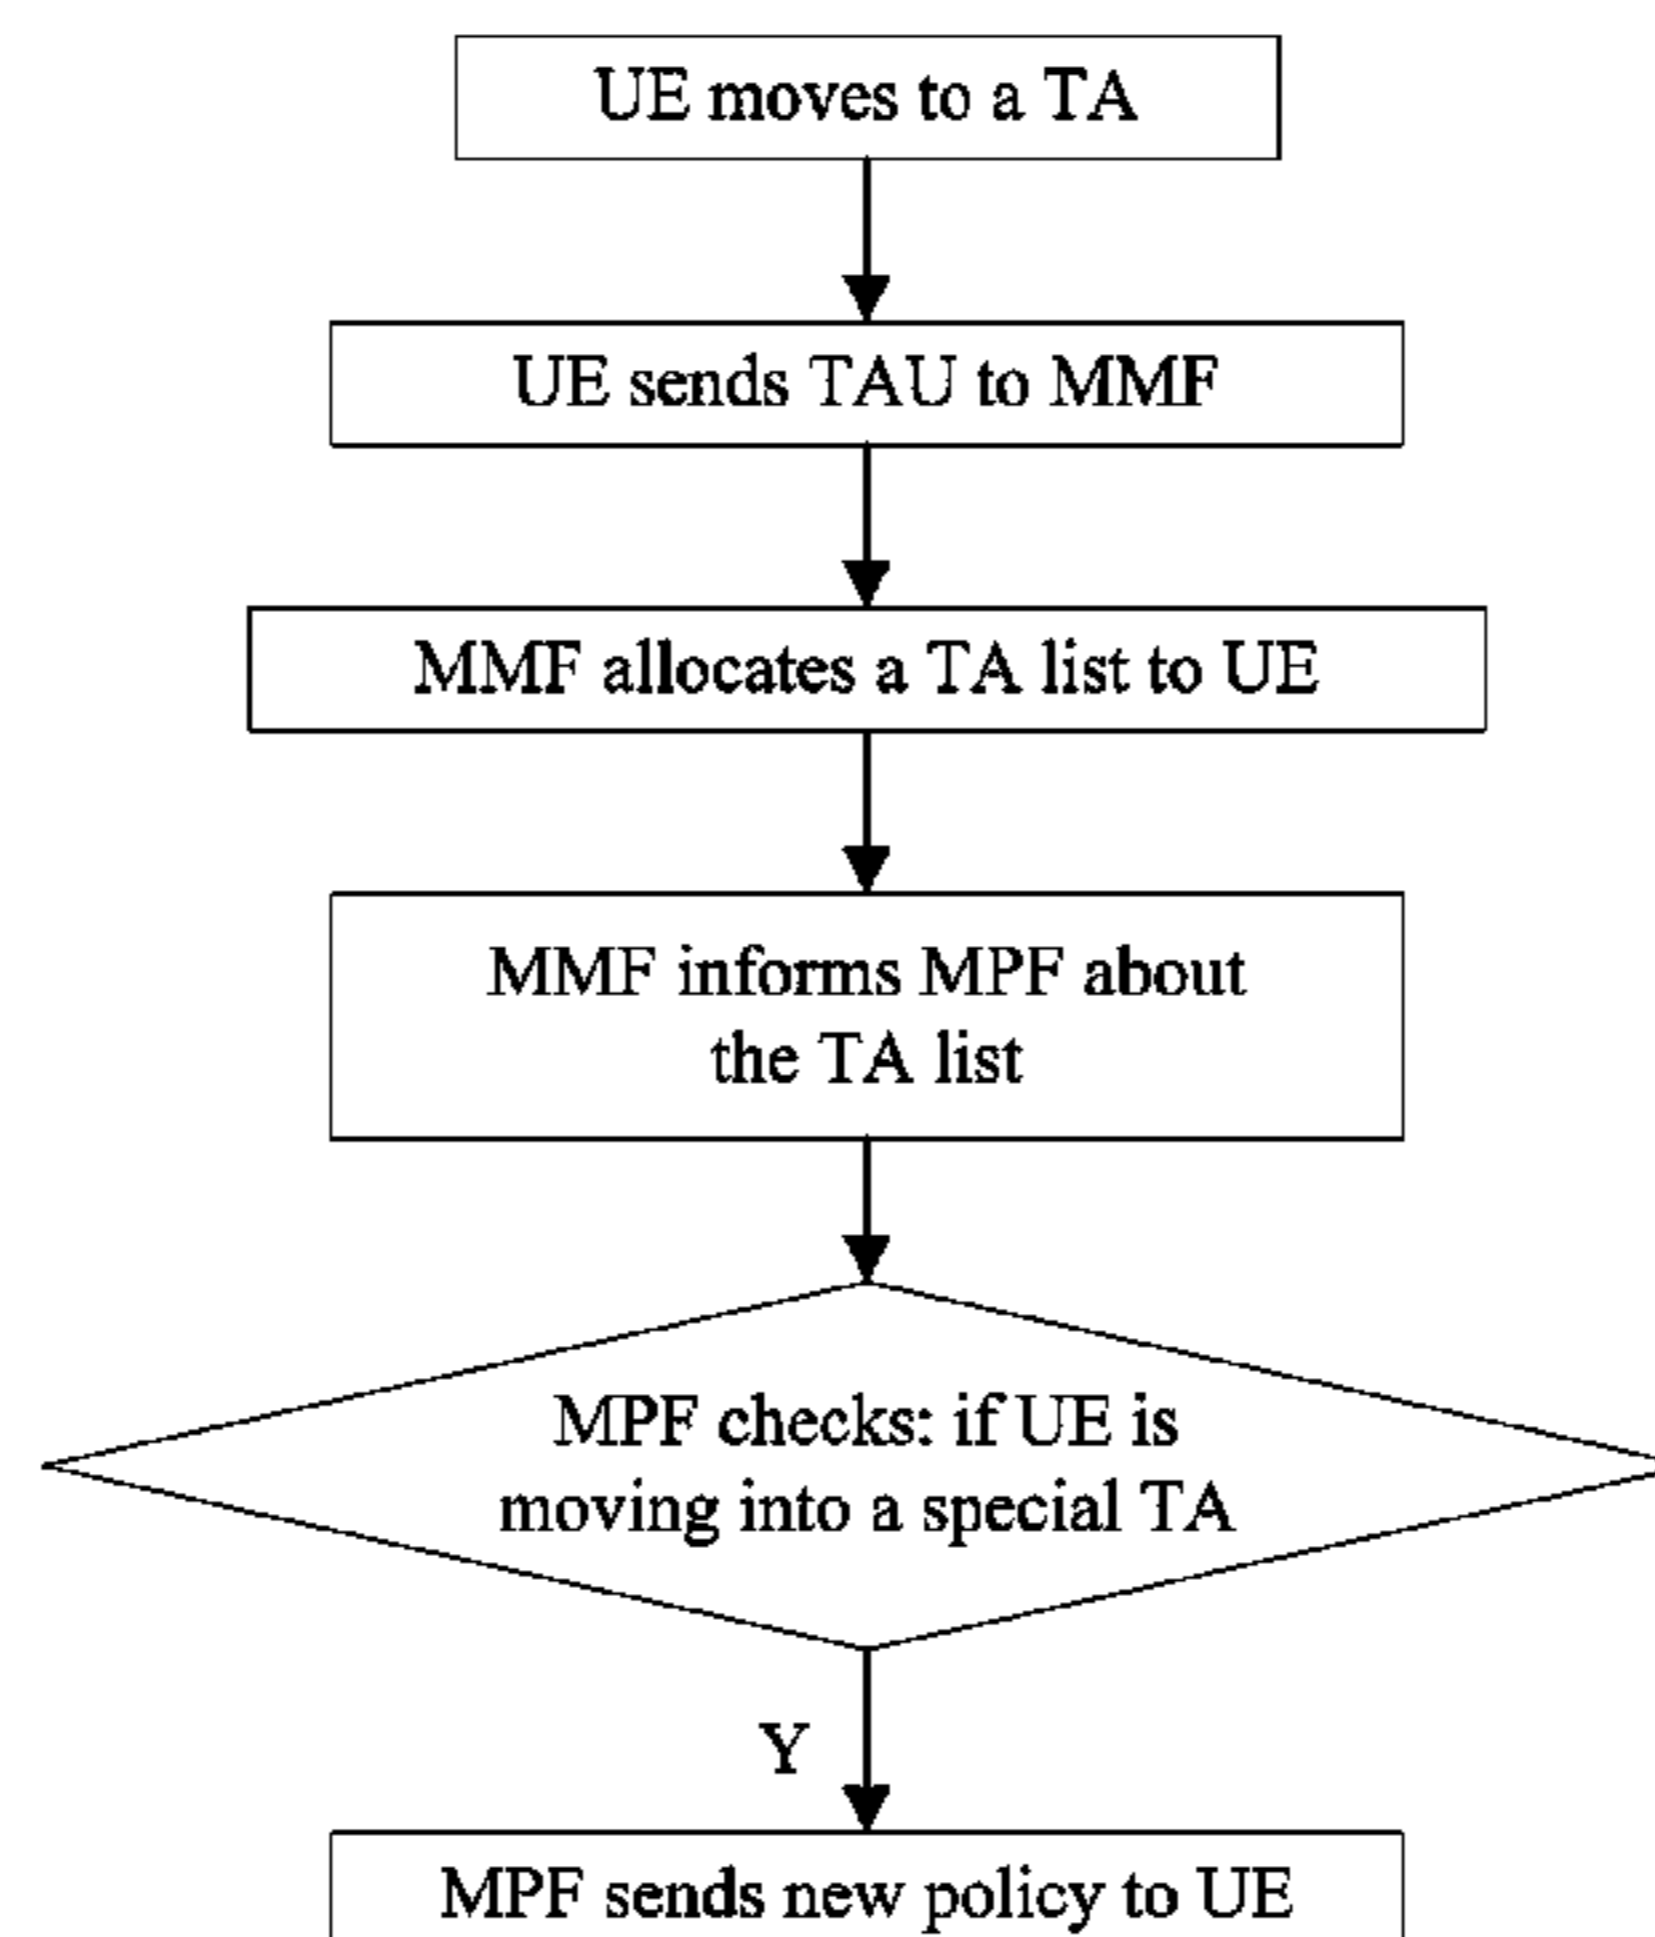 UE moves to a TA
UE sends TAU to MMF
MMF allocates a TA list to UE
MMF informs MPF about
the TA list
MPF checks: if UE is
moving into a special TA
Y
MPF sends new policy to UE